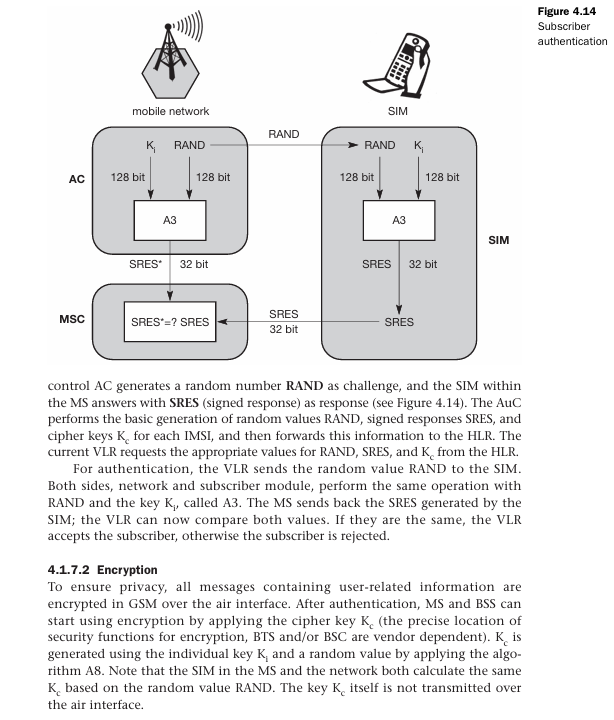 Figure 4.14
Subscriber
authentication
mobile network
SIM
RAND
K_i RAND
RAND K_i
AC
128 bit 128 bit
128 bit 128 bit
A3
A3
SIM
SRES* 32 bit
SRES 32 bit
MSC
SRES*=? SRES
SRES
32 bit
SRES
control AC generates a random number RAND as challenge, and the SIM within
the MS answers with SRES (signed response) as response (see Figure 4.14). The AuC
performs the basic generation of random values RAND, signed responses SRES, and
cipher keys K_c for each IMSI, and then forwards this information to the HLR. The
current VLR requests the appropriate values for RAND, SRES, and K_c from the HLR.
For authentication, the VLR sends the random value RAND to the SIM.
Both sides, network and subscriber module, perform the same operation with
RAND and the key K_i, called A3. The MS sends back the SRES generated by the
SIM; the VLR can now compare both values. If they are the same, the VLR
accepts the subscriber, otherwise the subscriber is rejected.
4.1.7.2 Encryption
To ensure privacy, all messages containing user-related information are
encrypted in GSM over the air interface. After authentication, MS and BSS can
start using encryption by applying the cipher key K_c (the precise location of
security functions for encryption, BTS and/or BSC are vendor dependent). K_c is
generated using the individual key K_i and a random value by applying the algo-
rithm A8. Note that the SIM in the MS and the network both calculate the same
K_c based on the random value RAND. The key K_c itself is not transmitted over
the air interface.